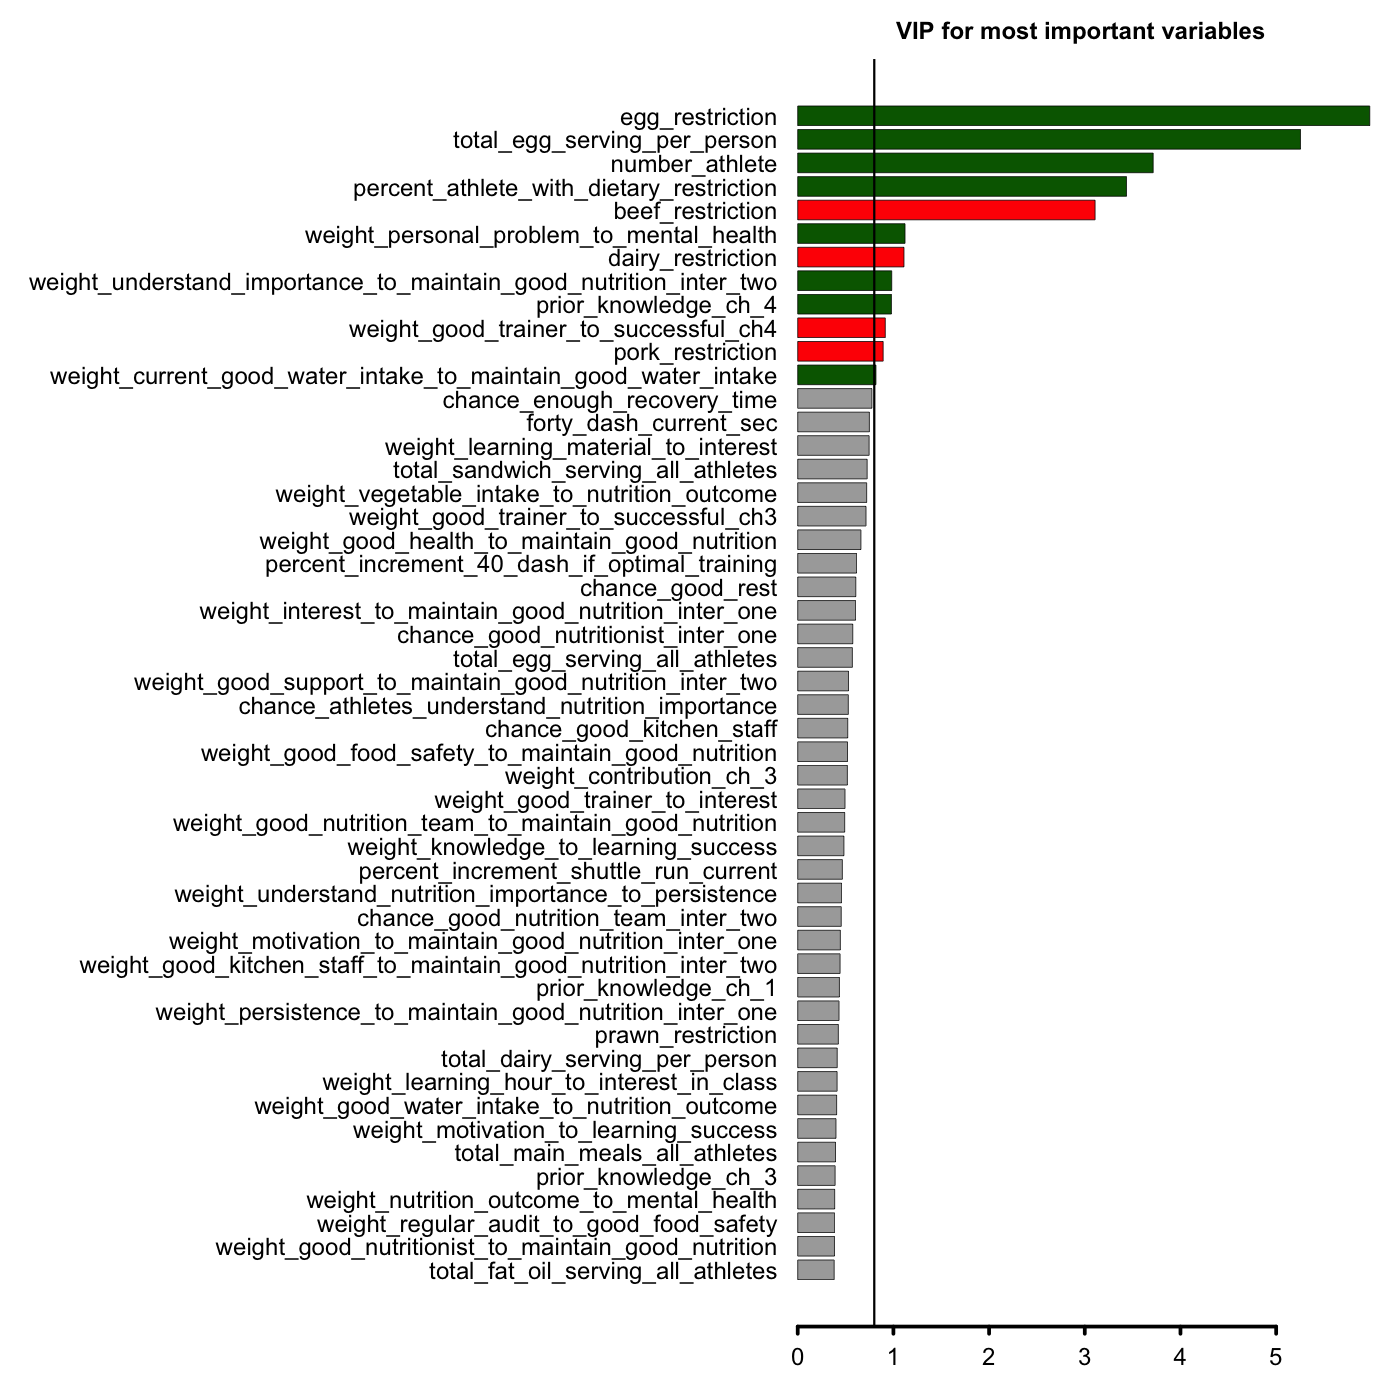 VIP for most important variables
egg_restriction
total_egg_serving_per_person
number_athlete
percent_athlete_with_dietary_restriction
beef_restriction
weight_personal_problem_to_mental_health
dairy_restriction
weight_understand_importance_to_maintain_good_nutrition_inter_two
prior_knowledge_ch_4
weight_good_trainer_to_successful_ch4
pork_restriction
weight_current_good_water_intake_to_maintain_good_water_intake
chance_enough_recovery_time
forty_dash_current_sec
weight_learning_material_to_interest
total_sandwich_serving_all_athletes
weight_vegetable_intake_to_nutrition_outcome
weight_good_trainer_to_successful_ch3
weight_good_health_to_maintain_good_nutrition
percent_increment_40_dash_if_optimal_training
chance_good_rest
weight_interest_to_maintain_good_nutrition_inter_one
chance_good_nutritionist_inter_one
total_egg_serving_all_athletes
weight_good_support_to_maintain_good_nutrition_inter_two
chance_athletes_understand_nutrition_importance
chance_good_kitchen_staff
weight_good_food_safety_to_maintain_good_nutrition
weight_contribution_ch_3
weight_good_trainer_to_interest
weight_good_nutrition_team_to_maintain_good_nutrition
weight_knowledge_to_learning_success
percent_increment_shuttle_run_current
weight_understand_nutrition_importance_to_persistence
chance_good_nutrition_team_inter_two
weight_motivation_to_maintain_good_nutrition_inter_one
weight_good_kitchen_staff_to_maintain_good_nutrition_inter_two
prior_knowledge_ch_1
weight_persistence_to_maintain_good_nutrition_inter_one
prawn_restriction
total_dairy_serving_per_person
weight_learning_hour_to_interest_in_class
weight_good_water_intake_to_nutrition_outcome
weight_motivation_to_learning_success
total_main_meals_all_athletes
prior_knowledge_ch_3
weight_nutrition_outcome_to_mental_health
weight_regular_audit_to_good_food_safety
weight_good_nutritionist_to_maintain_good_nutrition
total_fat_oil_serving_all_athletes
0 1 2 3 4 5